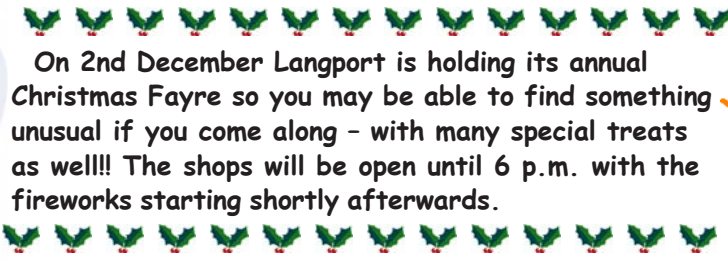 On 2nd December Langport is holding its annual
Christmas Fayre so you may be able to find something
unusual if you come along – with many special treats
as well!! The shops will be open until 6 p.m. with the
fireworks starting shortly afterwards.